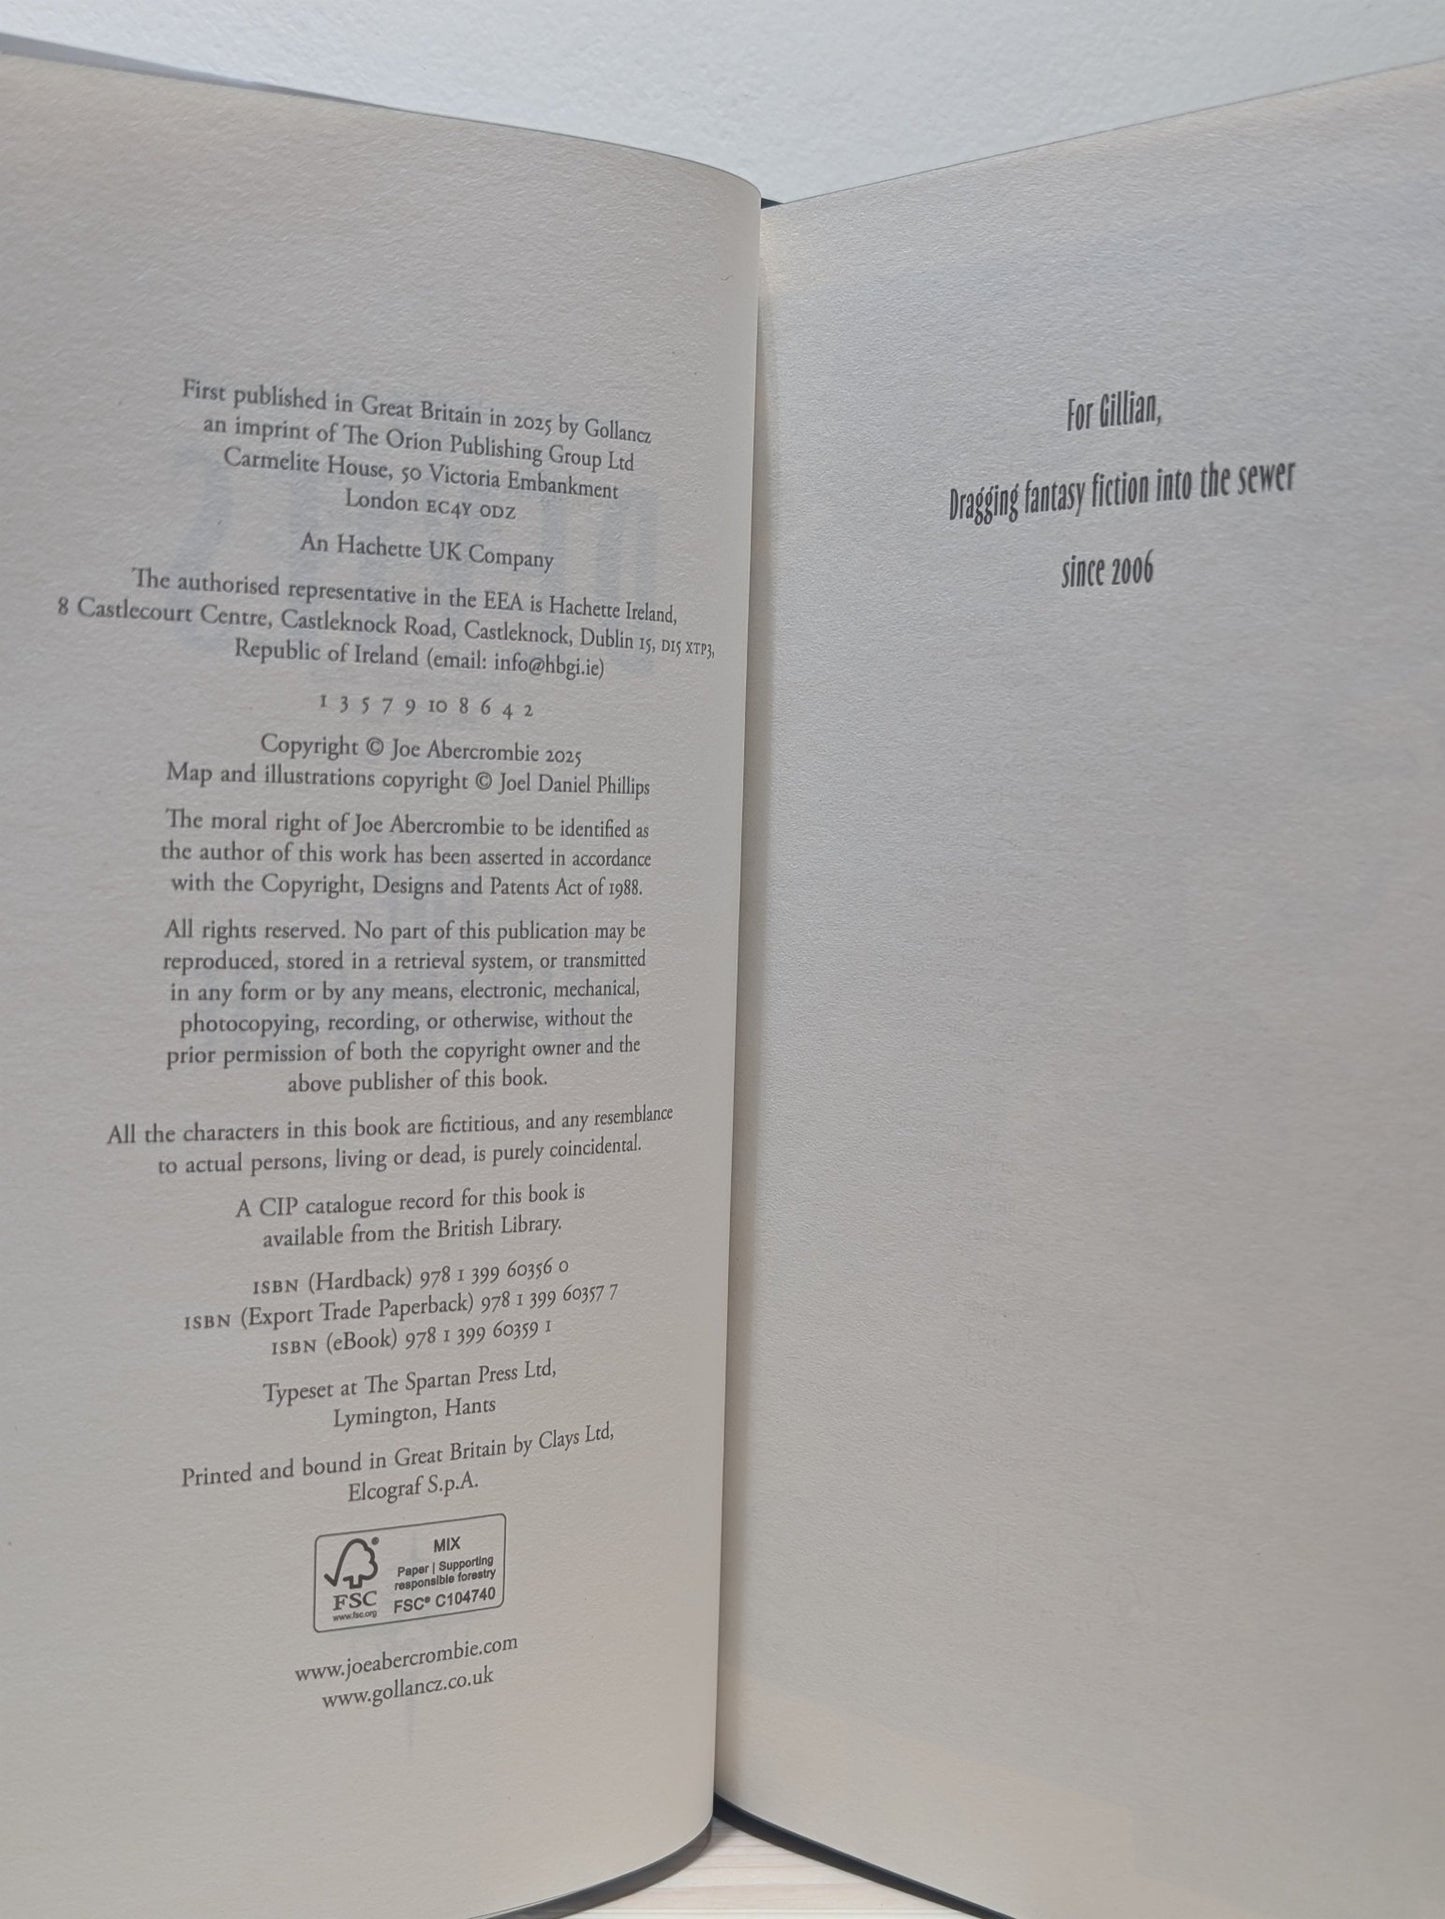 First published in Great Britain in 2025 by Gollancz
an imprint of The Orion Publishing Group Ltd
Carmelite House, 50 Victoria Embankment
London EC4Y 0DZ
An Hachette UK Company
The authorised representative in the EEA is Hachette Ireland,
8 Castlecourt Centre, Castleknock Road, Castleknock, Dublin 15, D15 XTP3,
Republic of Ireland (email: info@hbgi.ie)
1 3 5 7 9 10 8 6 4 2
Copyright © Joe Abercrombie 2025
Map and illustrations copyright © Joel Daniel Phillips
The moral right of Joe Abercrombie to be identified as
the author of this work has been asserted in accordance
with the Copyright, Designs and Patents Act of 1988.
All rights reserved. No part of this publication may be
reproduced, stored in a retrieval system, or transmitted
in any form or by any means, electronic, mechanical,
photocopying, recording, or otherwise, without the
prior permission of both the copyright owner and the
above publisher of this book.
All the characters in this book are fictitious, and any resemblance
to actual persons, living or dead, is purely coincidental.
A CIP catalogue record for this book is
available from the British Library.
ISBN (Hardback) 978 1 399 60356 0
ISBN (Export Trade Paperback) 978 1 399 60357 7
ISBN (eBook) 978 1 399 60359 1
Typeset at The Spartan Press Ltd,
Lymington, Hants
Printed and bound in Great Britain by Clays Ltd,
Elcograf S.p.A.
MIX
Paper | Supporting
responsible forestry
FSC® C104740
FSC
www.fsc.org
www.joeabercrombie.com
www.gollancz.co.uk
For Gillian,
Dragging fantasy fiction into the sewer
since 2006